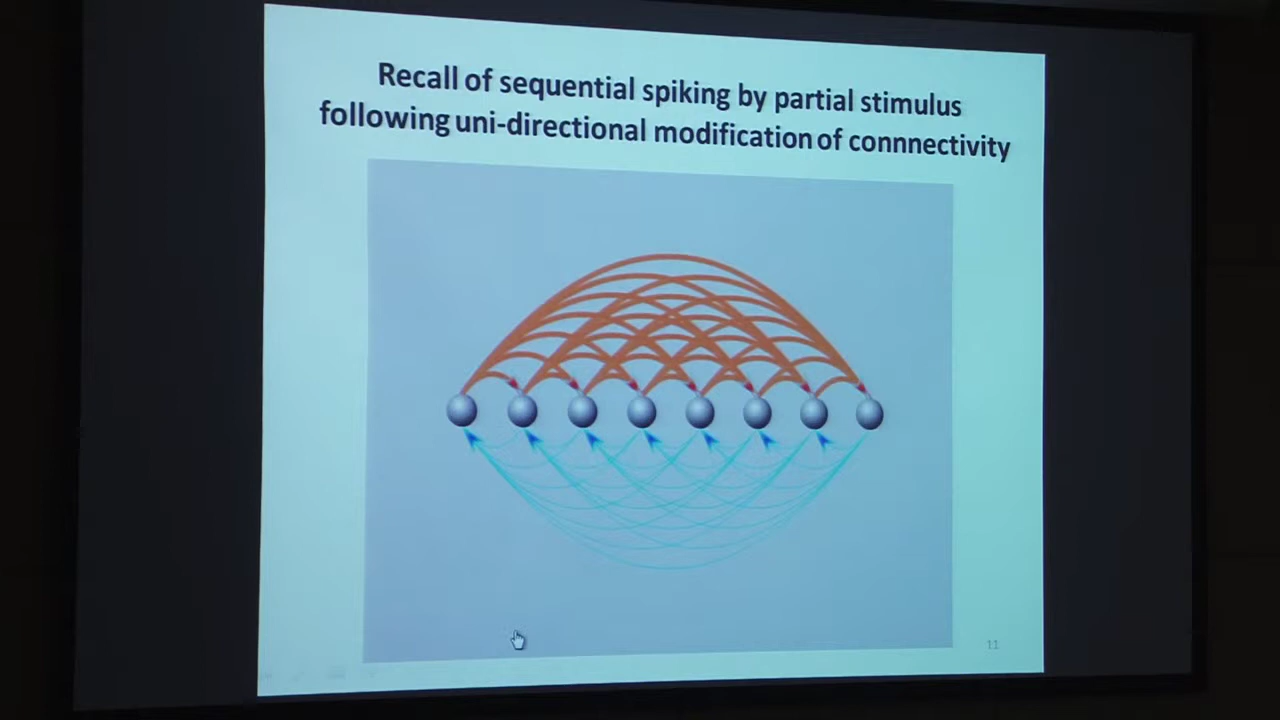 Recall of sequential spiking by partial stimulus
following uni-directional modification of connnectivity
11